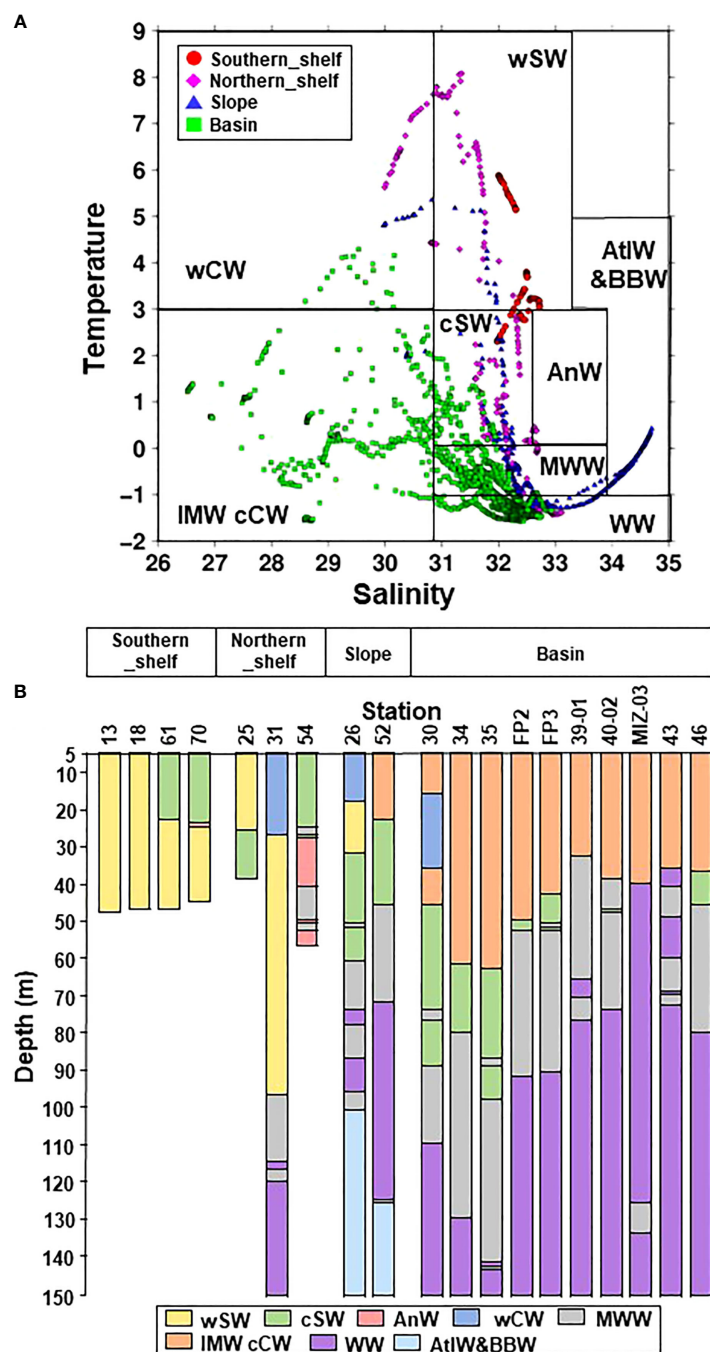 A
9
8
7
6
5
4
3
2
1
0
-1
-2
Temperature
Southern_shelf
Northern_shelf
Slope
Basin
wSW
wCW
AtlW
&BBW
cSW
AnW
MWW
IMW cCW
WW
26 27 28 29 30 31 32 33 34 35
Salinity
Southern
_shelf
Northern
_shelf
Slope
Basin
B
Station
13 18 61 70 25 31 54 26 52 30 34 35 FP2 FP3 39-01 40-02 MIZ-03 43 46
5
10
20
30
40
50
60
70
80
90
100
110
120
130
140
150
Depth (m)
wSW cSW AnW wCW MWW
IMW cCW WW AtlW&BBW